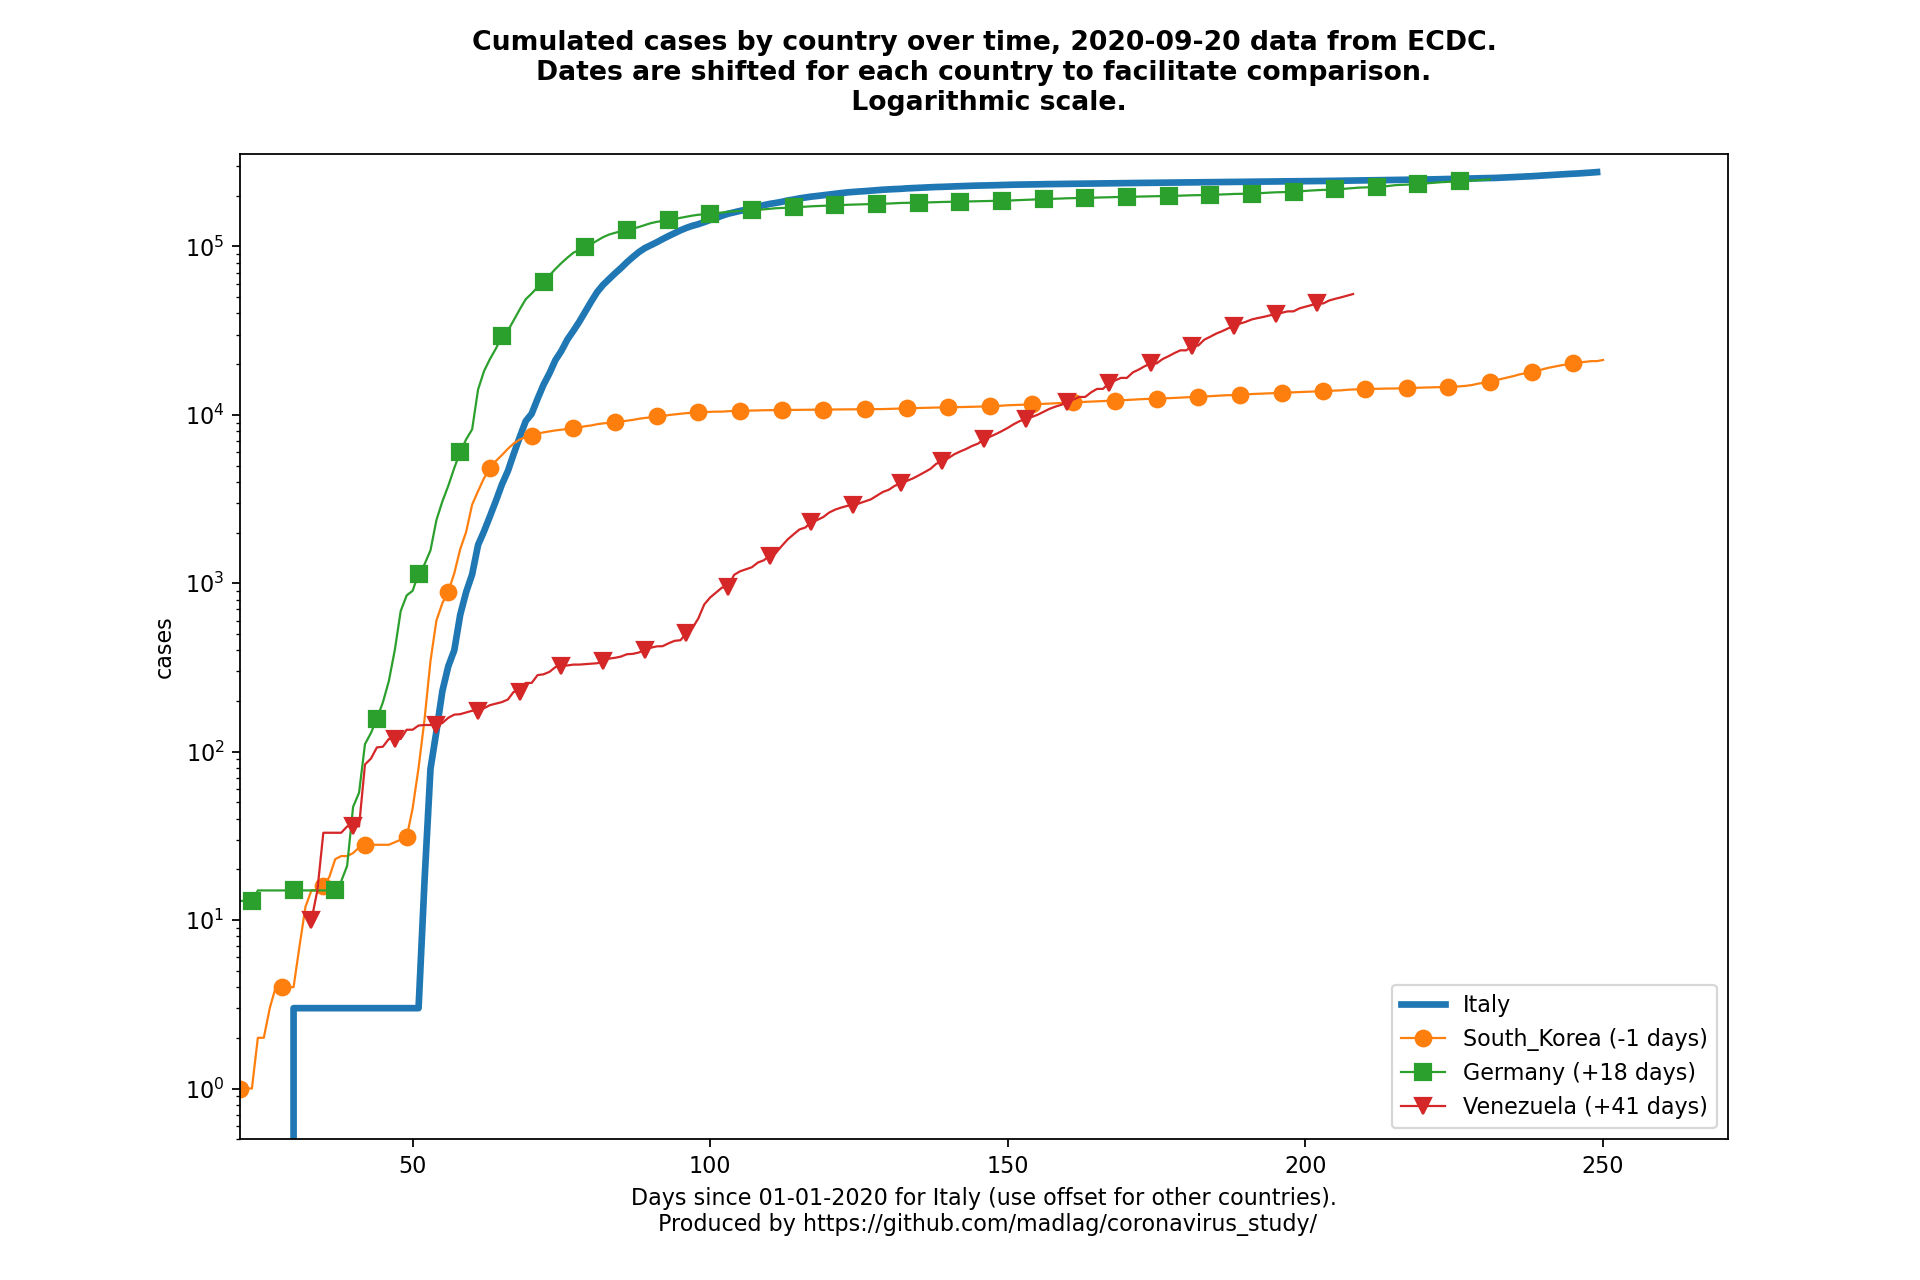 Cumulated cases by country over time, 2020-09-20 data from ECDC.
Dates are shifted for each country to facilitate comparison.
Logarithmic scale.
10^5
10^4
10^3
10^2
10^1
10^0
cases
50
100
150
200
250
Italy
South_Korea (-1 days)
Germany (+18 days)
Venezuela (+41 days)
Days since 01-01-2020 for Italy (use offset for other countries).
Produced by https://github.com/madlag/coronavirus_study/